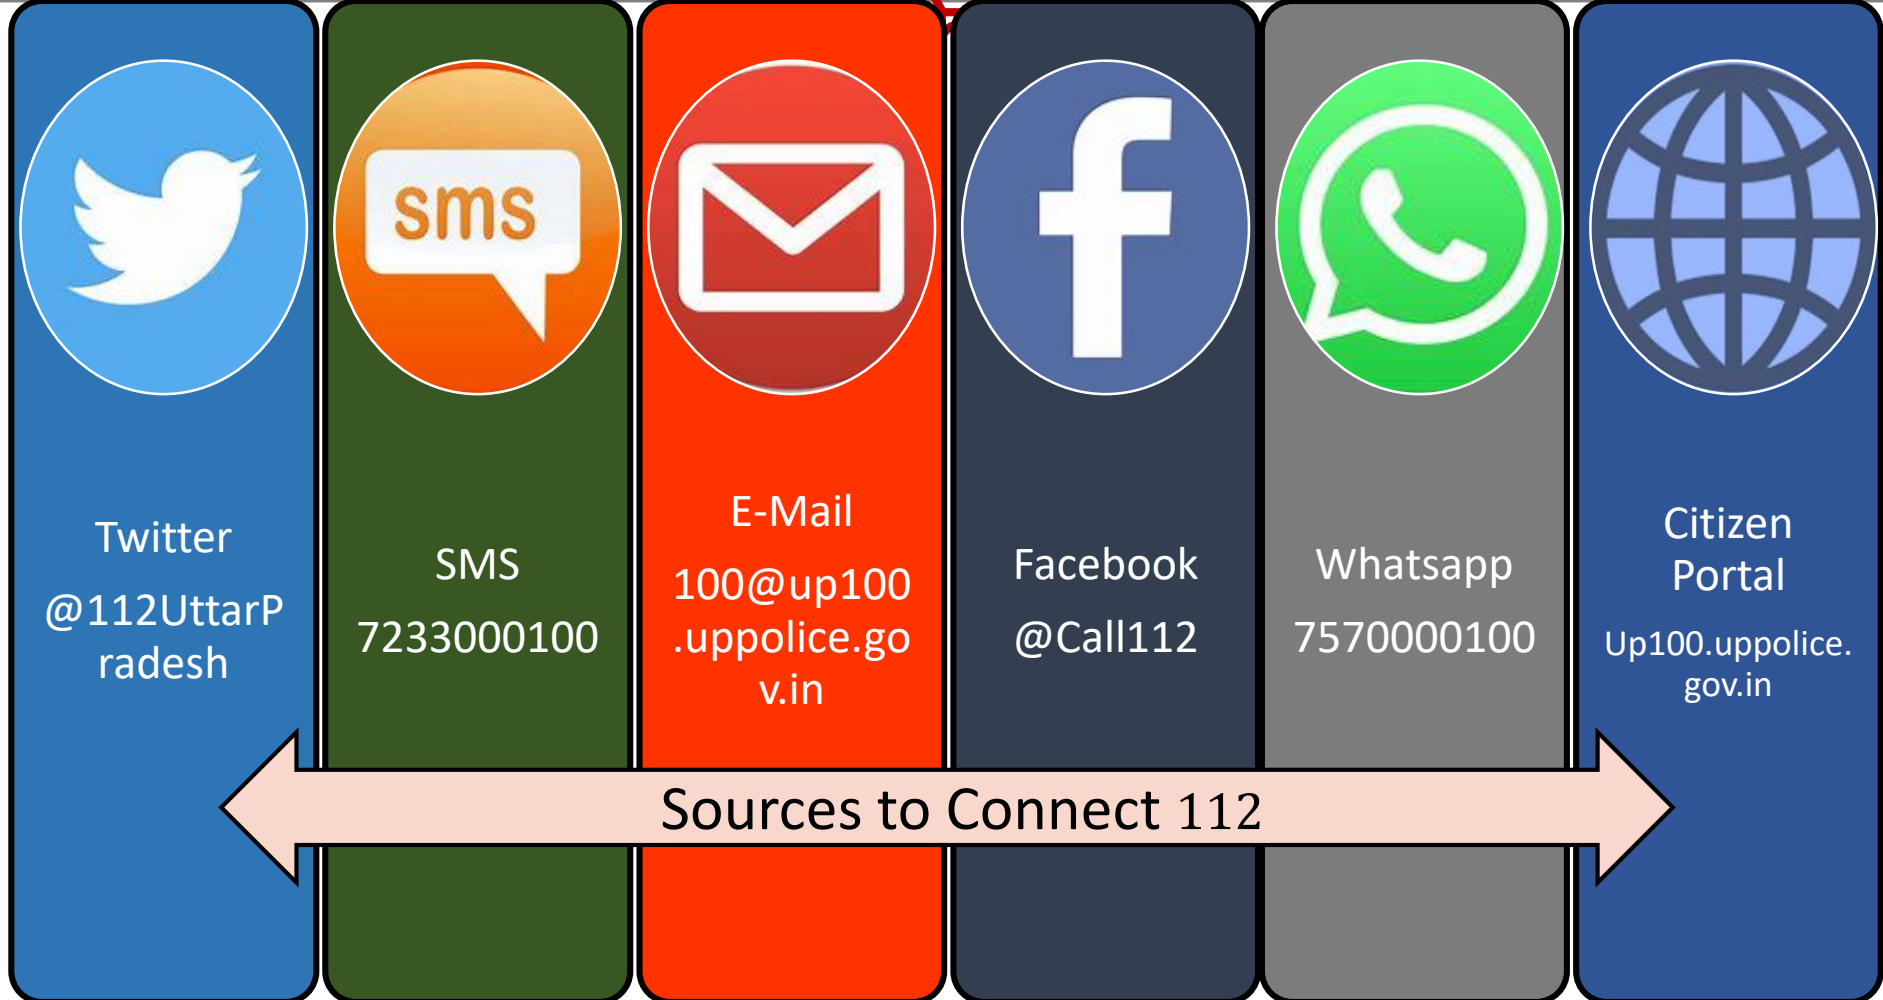 sms
Twitter
@112UttarP
radesh
SMS
7233000100
E-Mail
100@up100
.uppolice.go
v.in
Facebook
@Call112
Whatsapp
7570000100
Citizen
Portal
Up100.uppolice.
gov.in
Sources to Connect 112